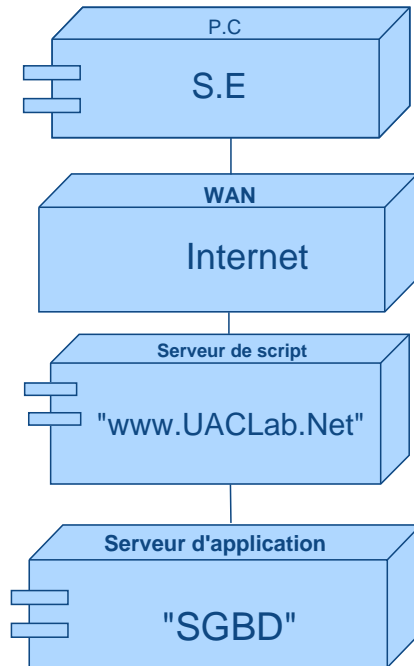 P.C
S.E
WAN
Internet
Serveur de script
"www.UACLab.Net"
Serveur d'application
"SGBD"